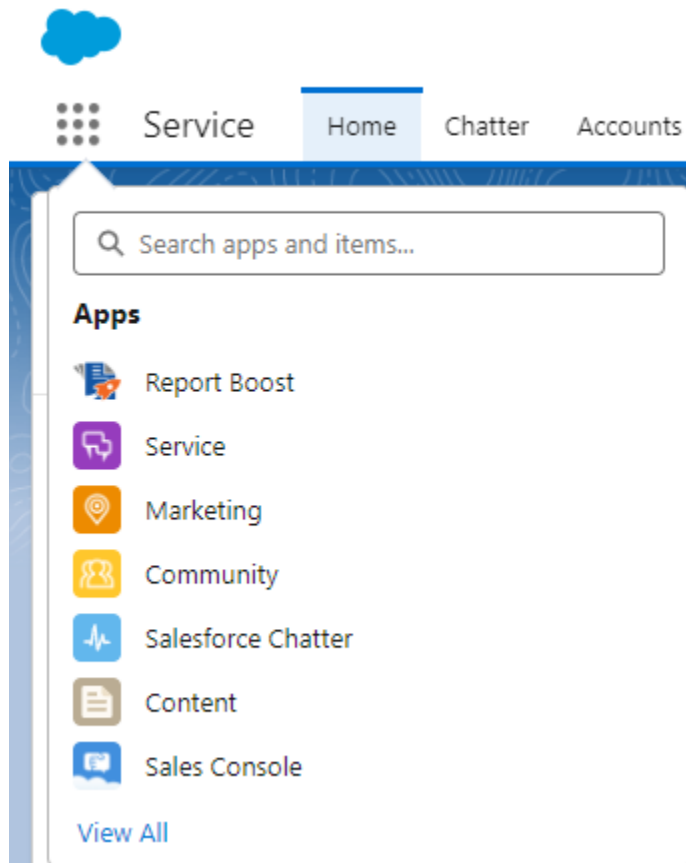 Service Home Chatter Accounts
Search apps and items...
Apps
Report Boost
Service
Marketing
Community
Salesforce Chatter
Content
Sales Console
View All